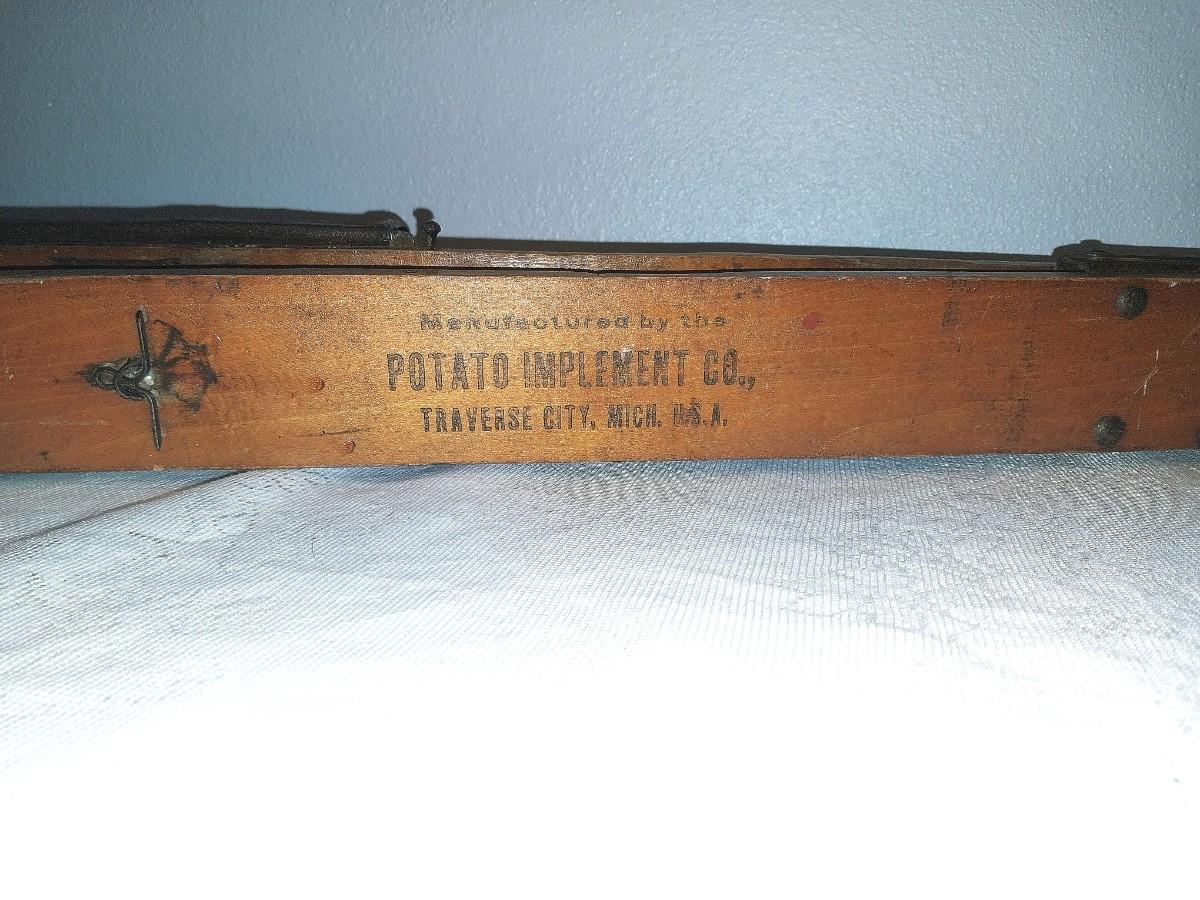 Manufactured by the
POTATO IMPLEMENT CO.,
TRAVERSE CITY, MICH. U.S.A.